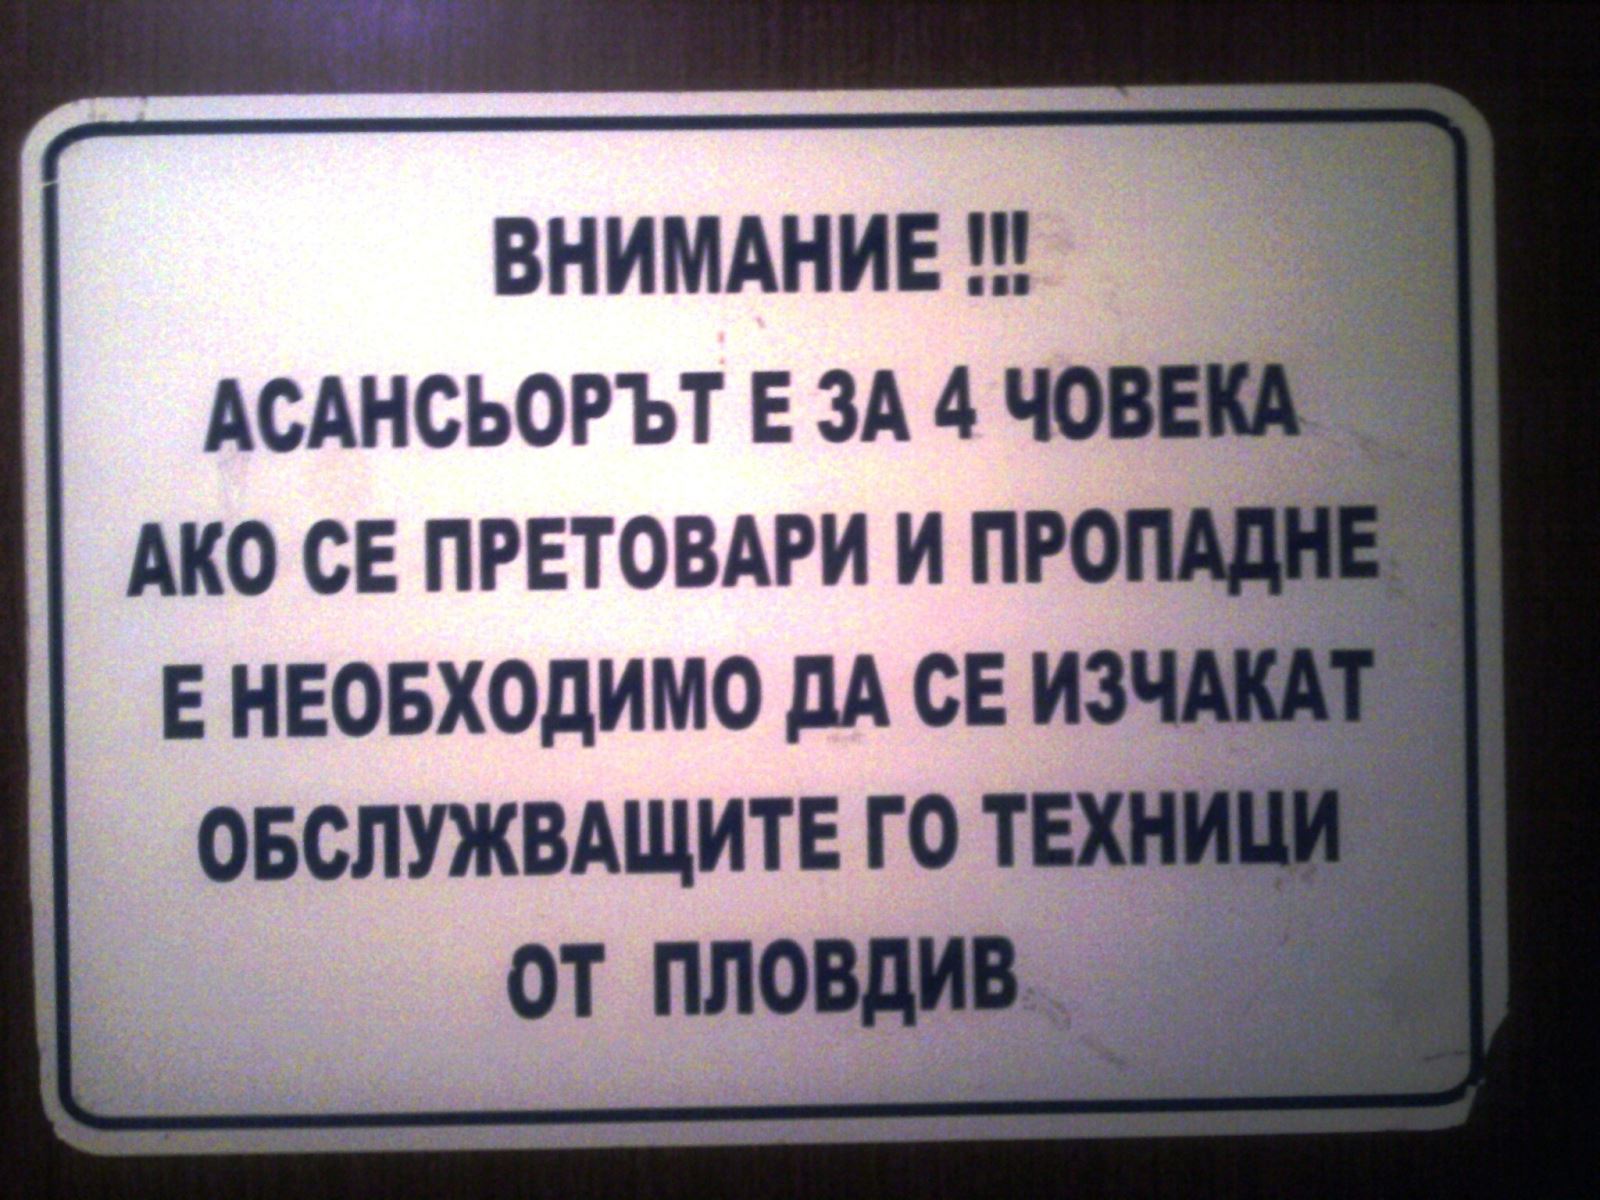 ВНИМАНИЕ !!!
АСАНСЬОРЪТ Е ЗА 4 ЧОВЕКА
АКО СЕ ПРЕТОВАРИ И ПРОПАДНЕ
Е НЕОБХОДИМО ДА СЕ ИЗЧАКАТ
ОБСЛУЖВАЩИТЕ ГО ТЕХНИЦИ
ОТ ПЛОВДИВ